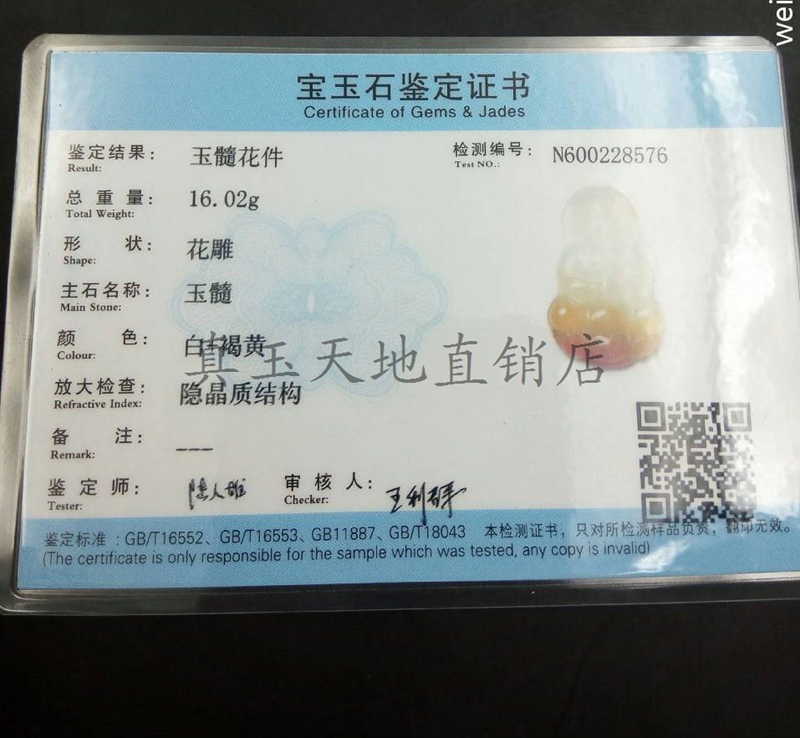 wei
宝玉石鉴定证书
Certificate of Gems & Jades
鉴定结果： 玉髓花件 检测编号： N600228576
Result: Test NO.:
总重量： 16.02g
Total Weight:
形 状： 花雕
Shape:
主石名称： 玉髓
Main Stone:
颜 色： 白+褐黄
Colour:
真玉天地直销店
放大检查： 隐晶质结构
Refractive Index:
备 注： ---
Remark:
鉴 定 师： 审 核 人：
Tester: Checker: 王利
鉴定标准：GB/T16552、GB/T16553、GB11887、GB/T18043 本检测证书，只对所检测样品负责，翻印无效。
(The certificate is only responsible for the sample which was tested, any copy is invalid)